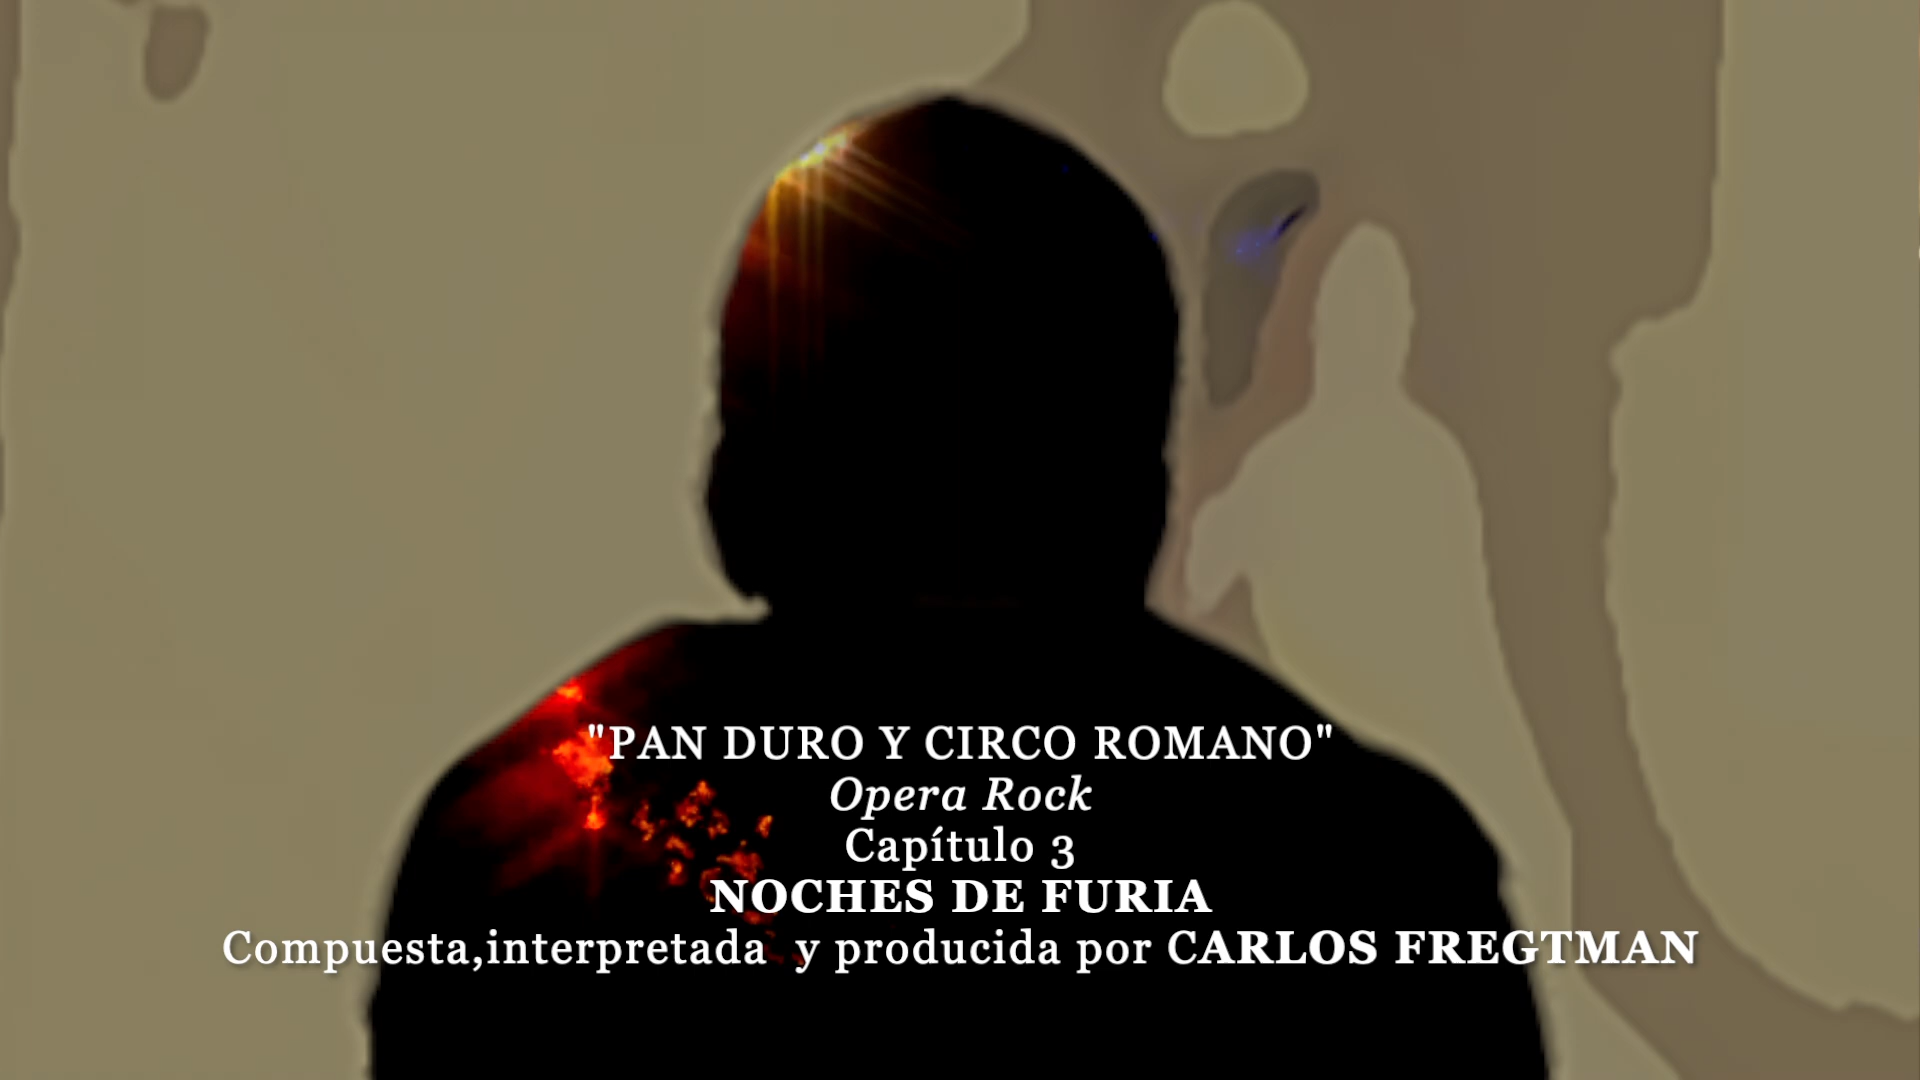 "PAN DURO Y CIRCO ROMANO"
Opera Rock
Capítulo 3
NOCHES DE FURIA
Compuesta,interpretada  y producida por CARLOS FREGTMAN